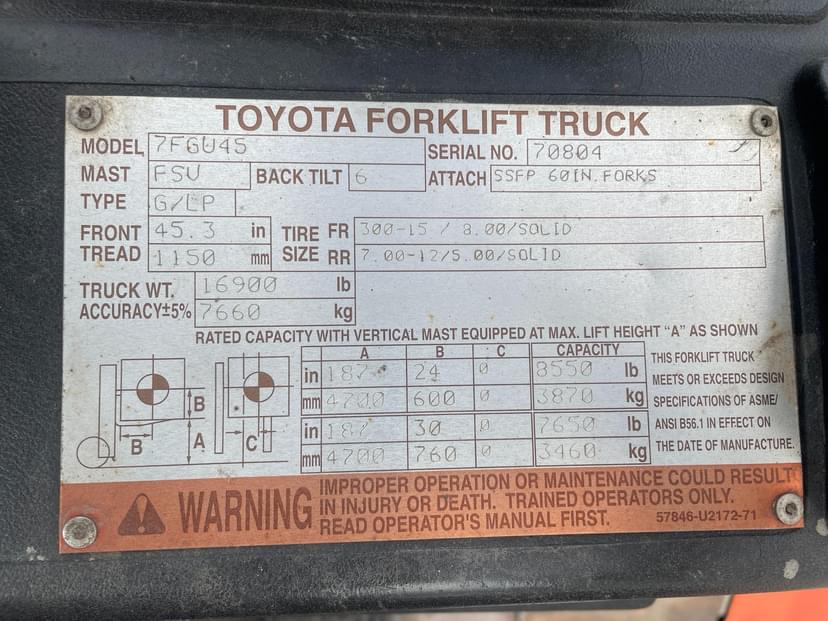 TOYOTA FORKLIFT TRUCK
MODEL 7FGU45 SERIAL NO. 70804
MAST FSV BACK TILT 6 ATTACH SSFP 60IN.FORKS
TYPE G/LP
FRONT TREAD 45.3 in TIRE SIZE FR 300-15 / 8.00/SOLID
1150 mm RR 7.00-12/5.00/SOLID
TRUCK WT. 16900 lb
ACCURACY±5% 7660 kg
RATED CAPACITY WITH VERTICAL MAST EQUIPPED AT MAX. LIFT HEIGHT "A" AS SHOWN
A B C CAPACITY
in 187 24 0 8550 lb
mm 4700 600 0 3870 kg
in 187 30 0 7650 lb
mm 4700 760 0 3460 kg
B A B C
THIS FORKLIFT TRUCK
MEETS OR EXCEEDS DESIGN
SPECIFICATIONS OF ASME/
ANSI B56.1 IN EFFECT ON
THE DATE OF MANUFACTURE.
WARNING
IMPROPER OPERATION OR MAINTENANCE COULD RESULT
IN INJURY OR DEATH. TRAINED OPERATORS ONLY.
READ OPERATOR'S MANUAL FIRST.
57846-U2172-71